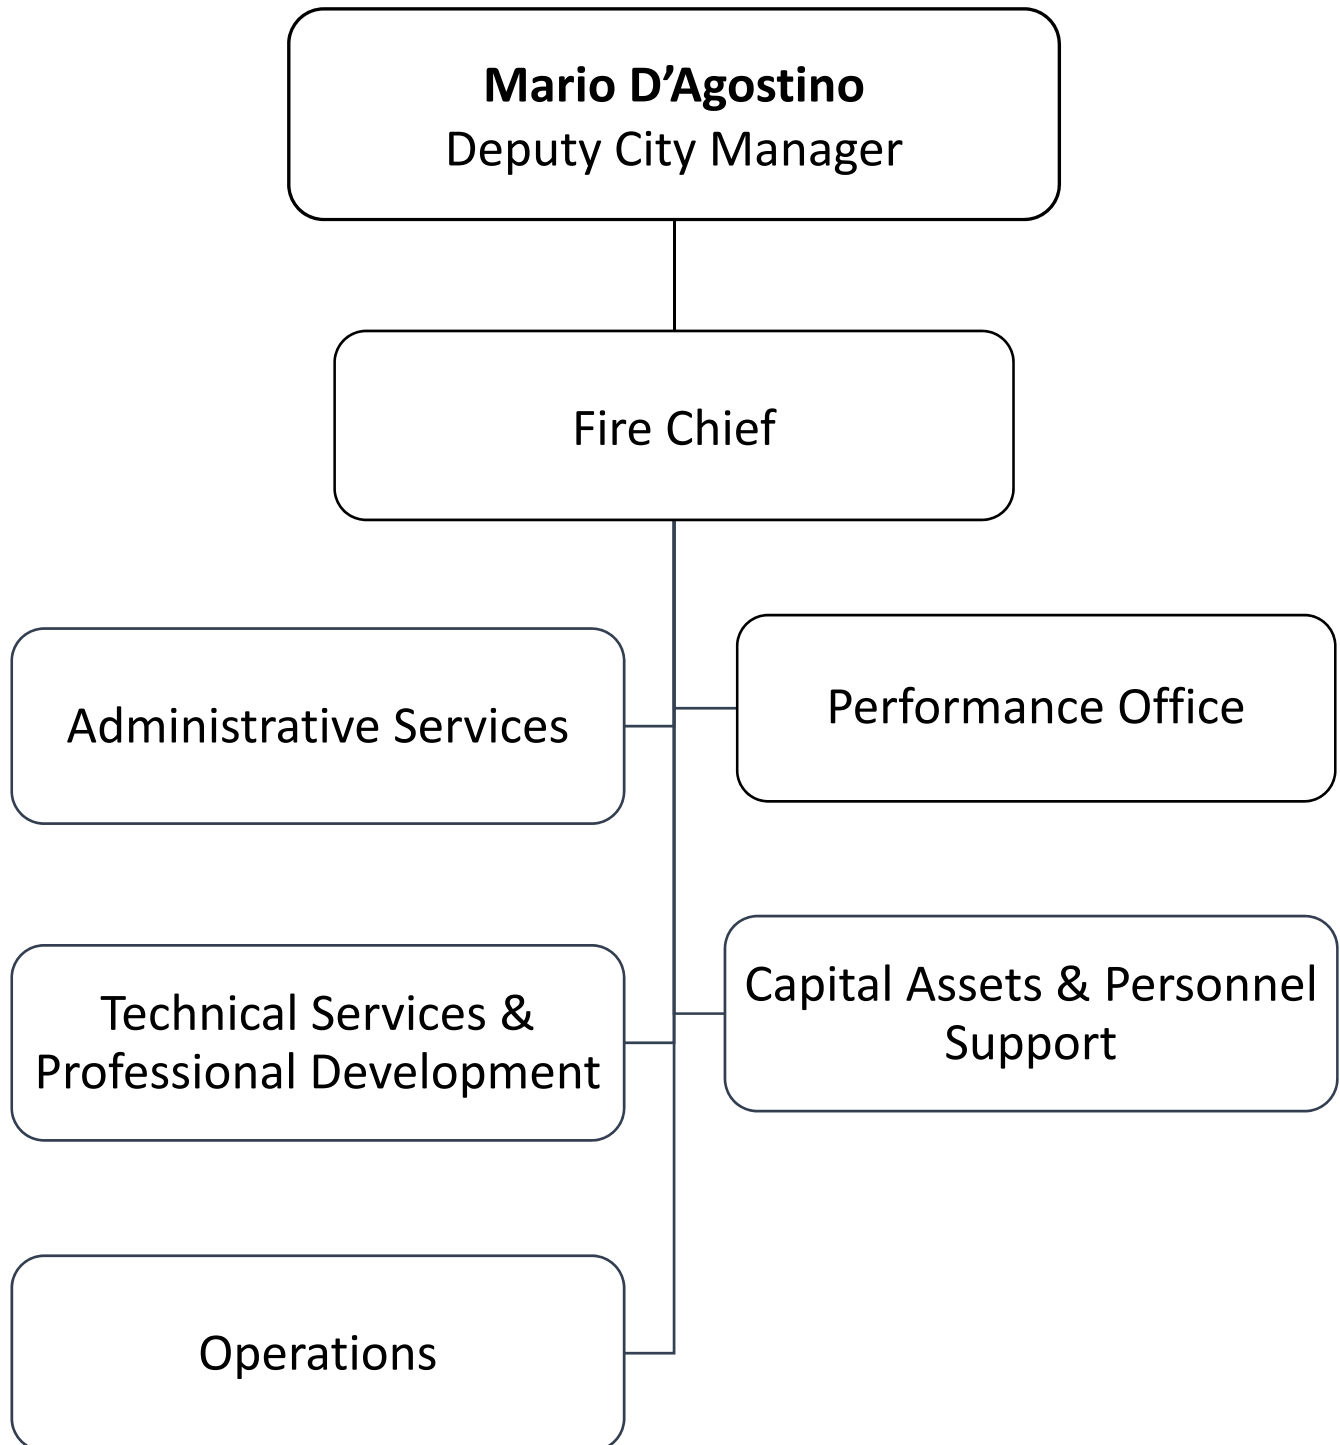 Mario D’Agostino
Deputy City Manager
Fire Chief
Administrative Services
Performance Office
Technical Services &
Professional Development
Capital Assets & Personnel
Support
Operations